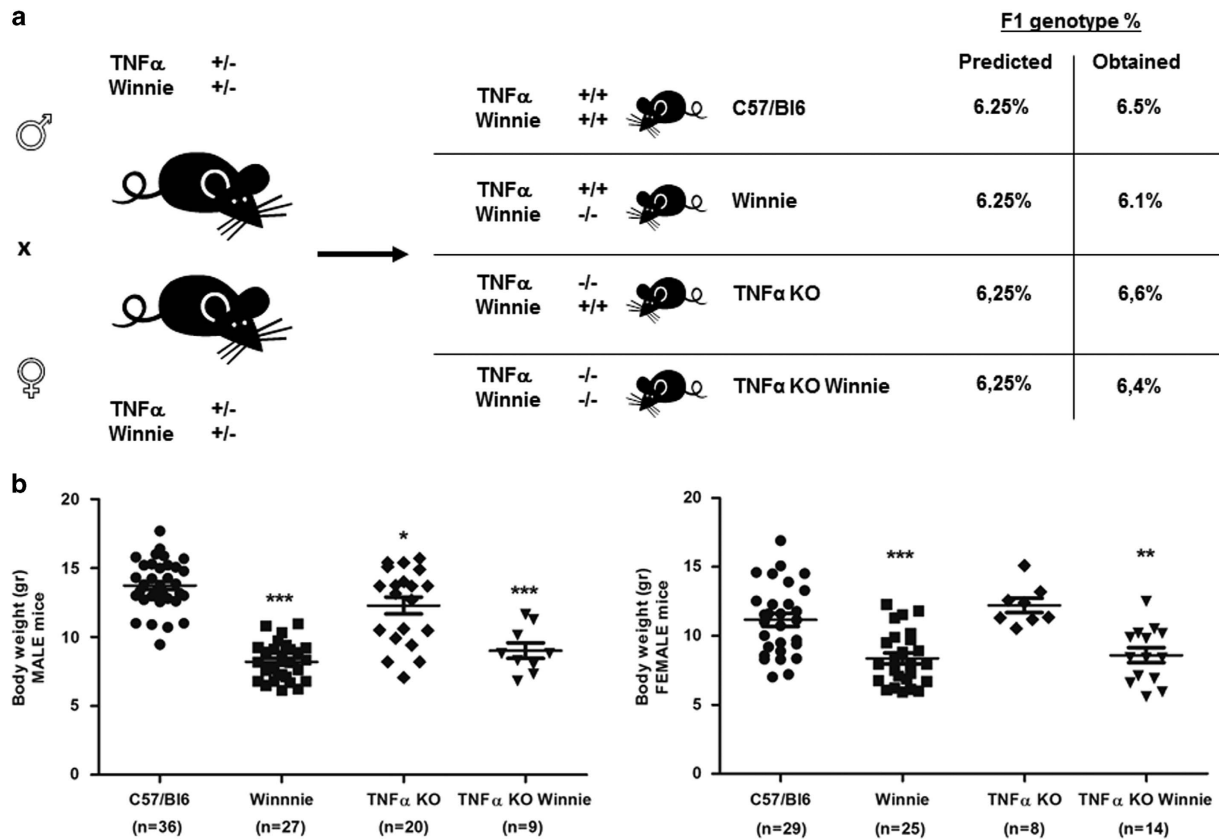 a
F1 genotype %
Predicted Obtained
TNFα +/-
Winnie +/-
♂
x
♀
TNFα +/-
Winnie +/-
TNFα +/+
Winnie +/+
C57/Bl6 6.25% 6.5%
TNFα +/+
Winnie -/-
Winnie 6.25% 6.1%
TNFα -/-
Winnie +/+
TNFα KO 6,25% 6,6%
TNFα -/-
Winnie -/-
TNFα KO Winnie 6,25% 6,4%
b
Body weight (gr)
MALE mice
20
15
10
5
0
***
*
***
C57/Bl6 Winnnie TNFα KO TNFα KO Winnie
(n=36) (n=27) (n=20) (n=9)
Body weight (gr)
FEMALE mice
20
15
10
5
0
***
**
C57/Bl6 Winnie TNFα KO TNFα KO Winnie
(n=29) (n=25) (n=8) (n=14)